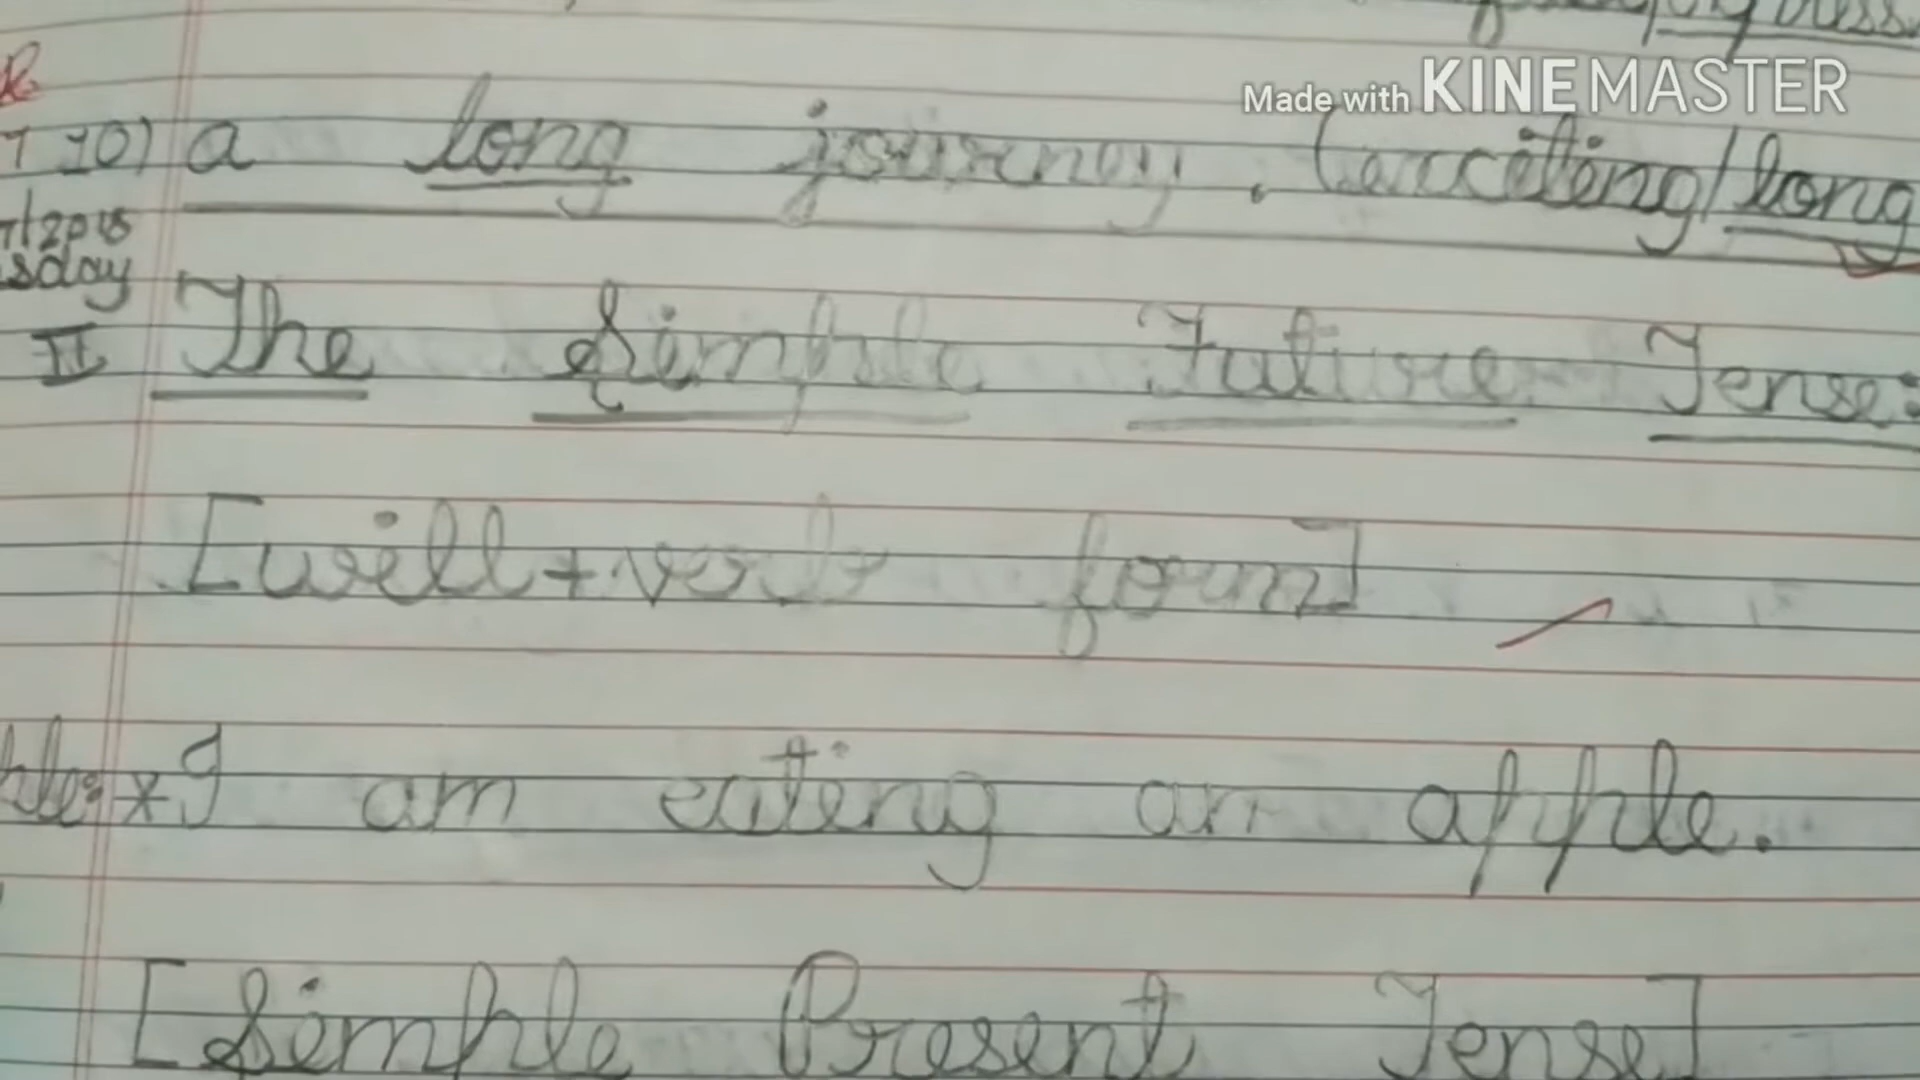 Made with KINEMASTER
10) a long journey. (exciting/long
The Simple Future Tense:
II
[will+verb form]
* I am eating an apple.
[Simple Present Tense]